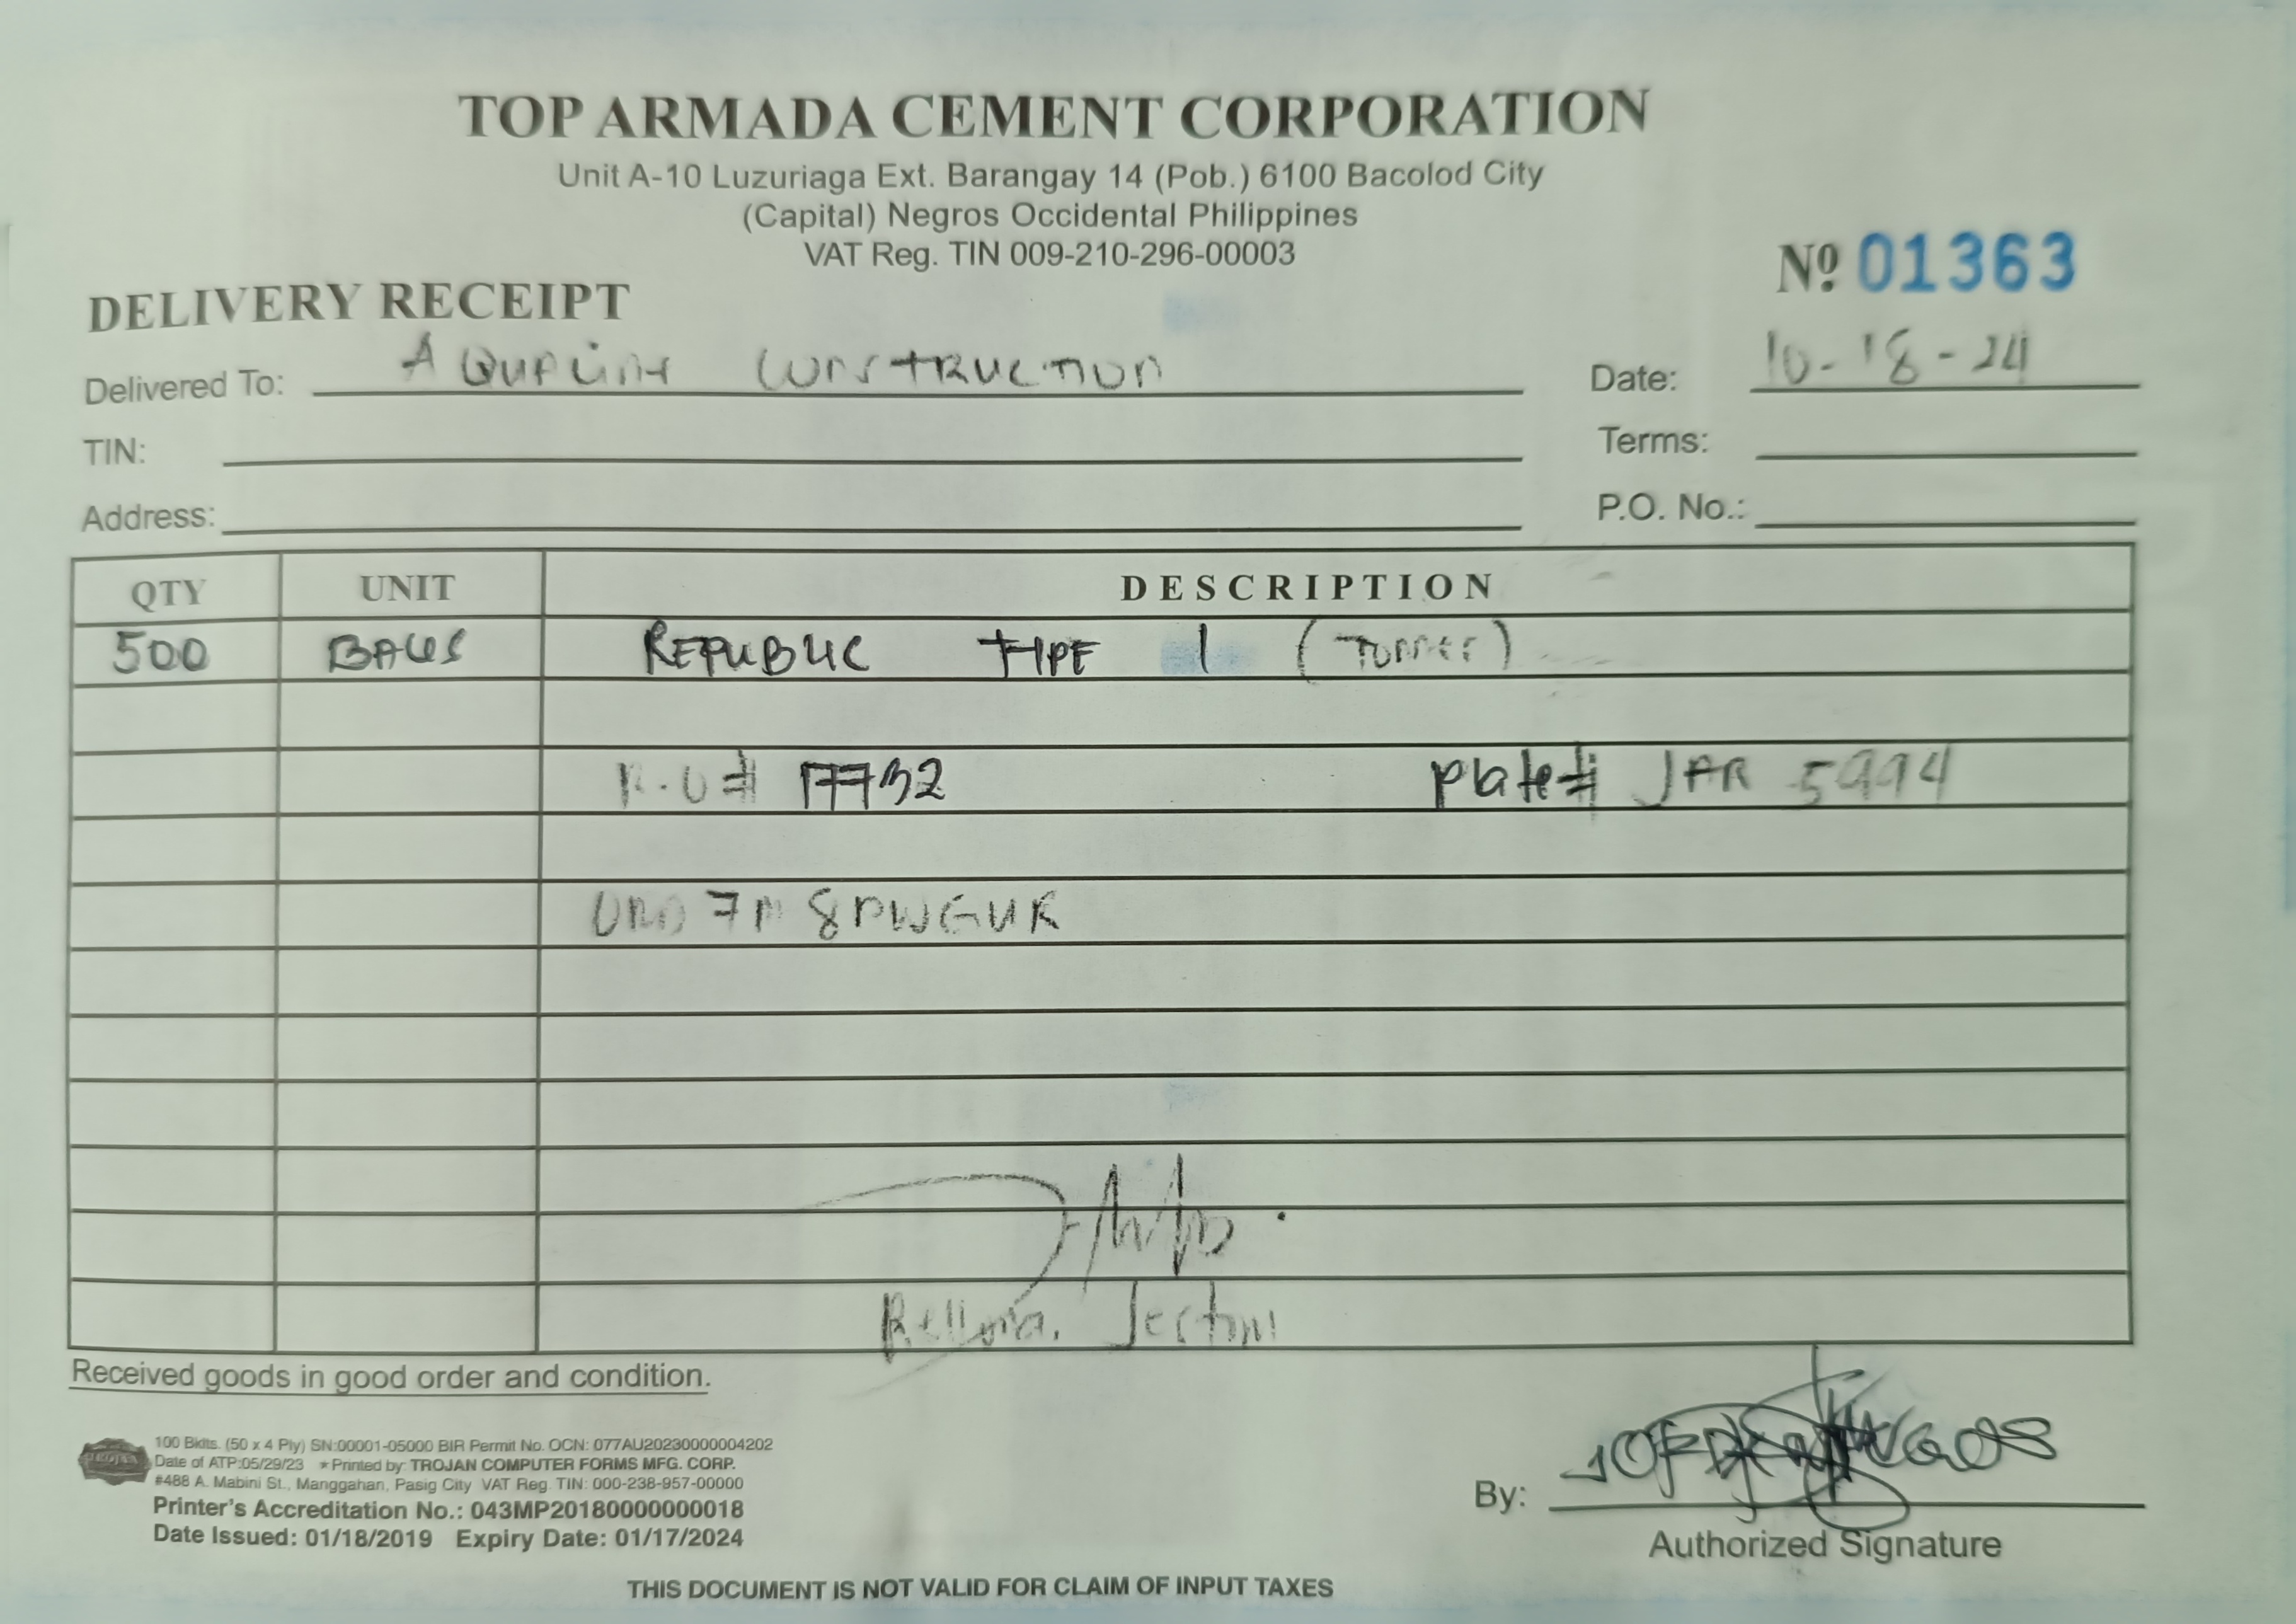 TOP ARMADA CEMENT CORPORATION
Unit A-10 Luzuriaga Ext. Barangay 14 (Pob.) 6100 Bacolod City
(Capital) Negros Occidental Philippines
VAT Reg. TIN 009-210-296-00003
Nº 01363
DELIVERY RECEIPT
Delivered To: CONSTRUCTION Date: 10-18-24
TIN: Terms:
Address: P.O. No.:
QTY UNIT DESCRIPTION
500 BAGS REPUBLIC TYPE 1
17732 Plate# JAR 5994
Received goods in good order and condition.
100 Bklts. (50 x 4 Ply) SN:00001-05000 BIR Permit No. OCN: 077AU20230000004202
Date of ATP:05/29/23 ★Printed by: TROJAN COMPUTER FORMS MFG. CORP.
#488 A. Mabini St., Manggahan, Pasig City VAT Reg. TIN: 000-238-957-00000
Printer's Accreditation No.: 043MP20180000000018
Date Issued: 01/18/2019 Expiry Date: 01/17/2024
TROJAN
By:
Authorized Signature
THIS DOCUMENT IS NOT VALID FOR CLAIM OF INPUT TAXES